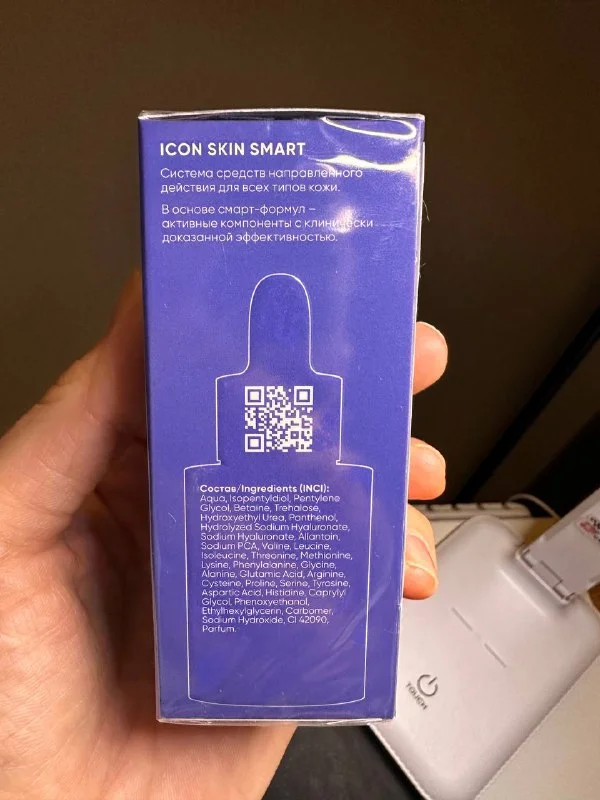 ICON SKIN SMART
Система средств направленного
действия для всех типов кожи.
В основе смарт-формул –
активные компоненты с клинически
доказанной эффективностью.
Состав/Ingredients (INCI):
Aqua, Isopentyldiol, Pentylene
Glycol, Betaine, Trehalose,
Hydroxyethyl Urea, Panthenol,
Hydrolyzed Sodium Hyaluronate,
Sodium Hyaluronate, Allantoin,
Sodium PCA, Valine, Leucine,
Isoleucine, Threonine, Methionine,
Lysine, Phenylalanine, Glycine,
Alanine, Glutamic Acid, Arginine,
Cysteine, Proline, Serine, Tyrosine,
Aspartic Acid, Histidine, Caprylyl
Glycol, Phenoxyethanol,
Ethylhexylglycerin, Carbomer,
Sodium Hydroxide, CI 42090,
Parfum.
TOUCH